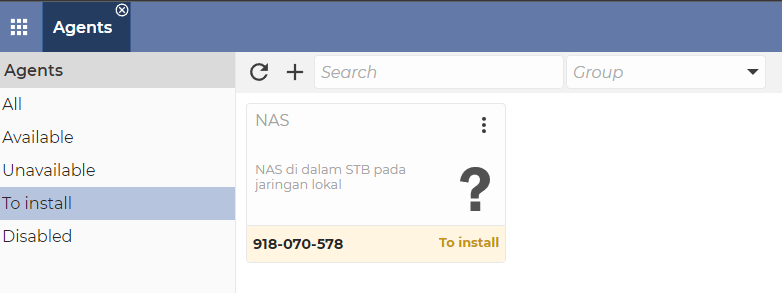 Agents
Agents
Search
Group
All
Available
Unavailable
To install
Disabled
NAS
NAS di dalam STB pada
jaringan lokal
?
918-070-578
To install